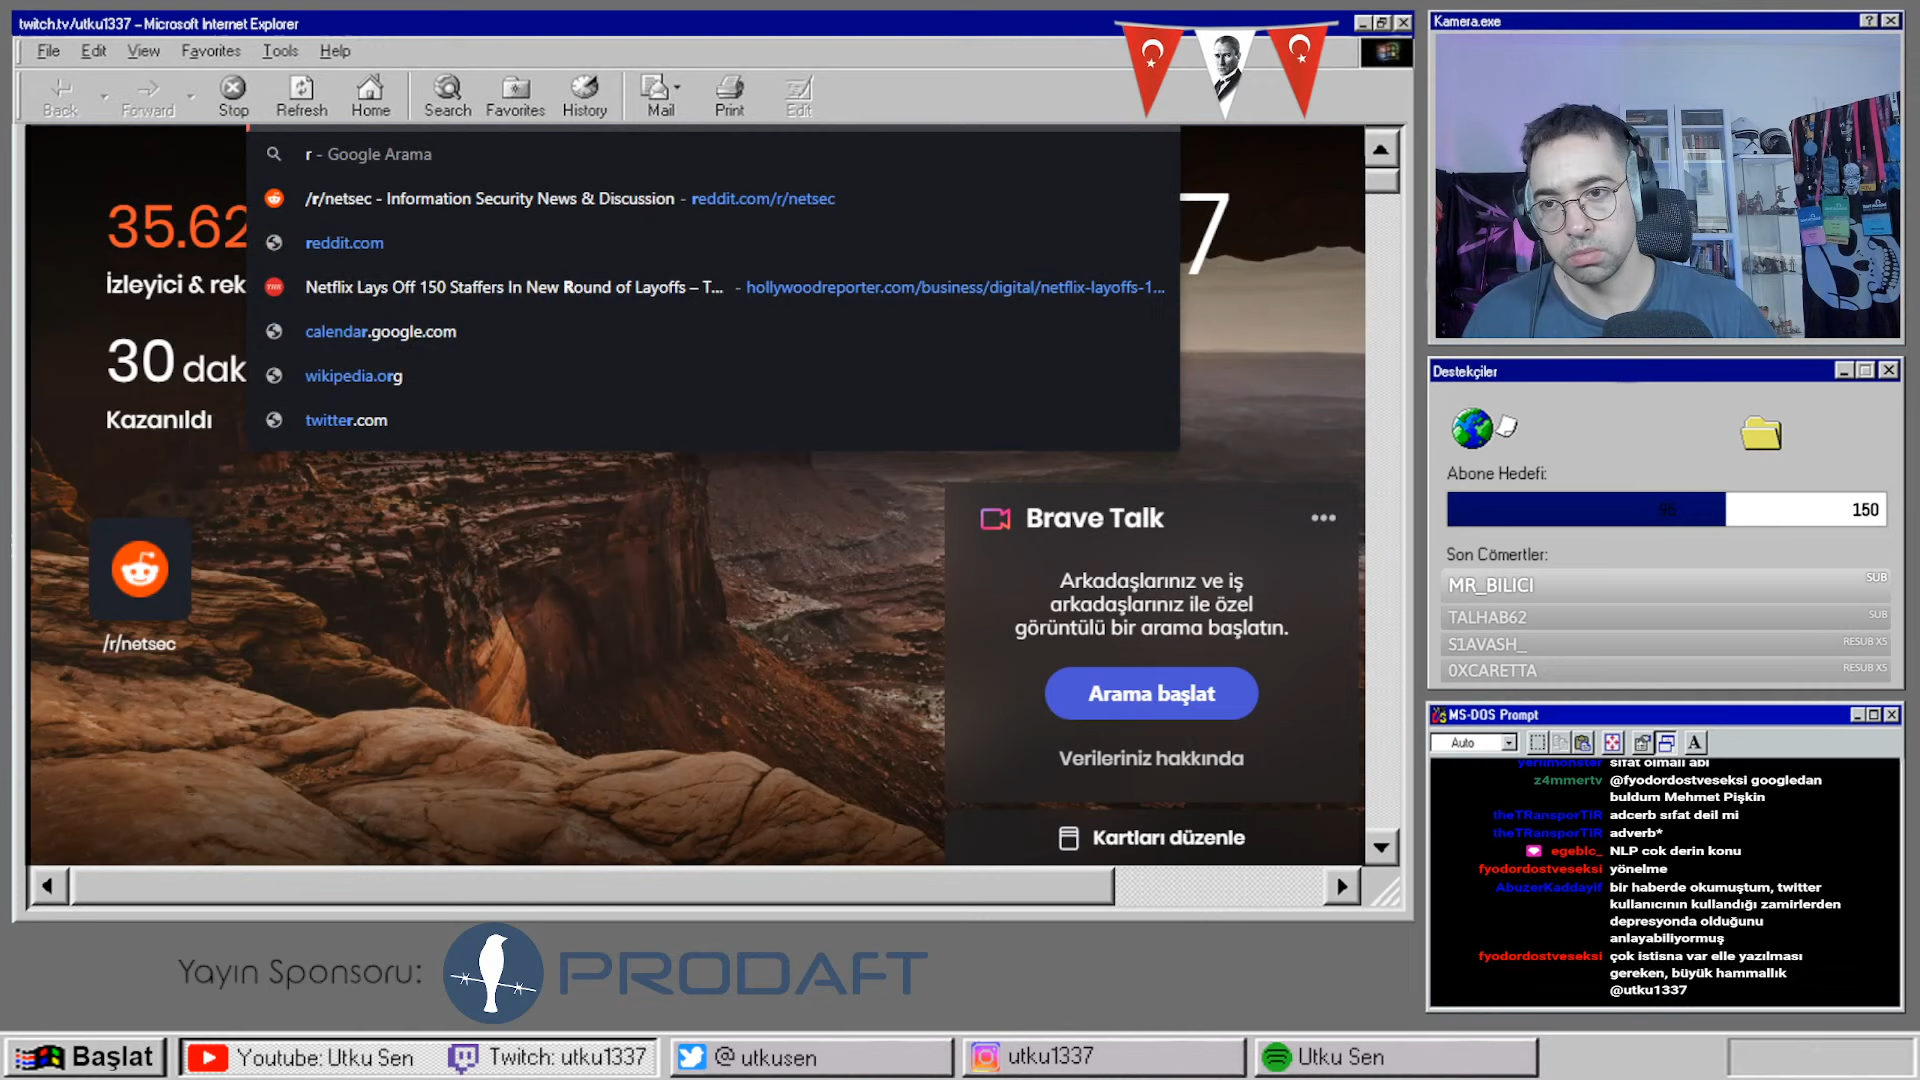 twitch.tv/utku1337 – Microsoft Internet Explorer
File Edit View Favorites Tools Help
Back Forward Stop Refresh Home Search Favorites History Mail Print Edit
r - Google Arama
/r/netsec - Information Security News & Discussion - reddit.com/r/netsec
reddit.com
Netflix Lays Off 150 Staffers In New Round of Layoffs – T... - hollywoodreporter.com/business/digital/netflix-layoffs-1...
calendar.google.com
wikipedia.org
twitter.com
35.62
İzleyici & rek
30 dak
Kazanıldı
7
/r/netsec
Brave Talk
Arkadaşlarınız ve iş
arkadaşlarınız ile özel
görüntülü bir arama başlatın.
Arama başlat
Verileriniz hakkında
Kartları düzenle
Kamera.exe
Destekçiler
Abone Hedefi:
95 150
Son Cömertler:
MR_BILICI SUB
TALHAB62 SUB
S1AVASH_ RESUB X5
0XCARETTA RESUB X5
MS-DOS Prompt
Auto
yerlimonster sıfat olmalı abi
z4mmertv @fyodordostveseksi googledan
buldum Mehmet Pişkin
theTRansporTIR adcerb sıfat deil mi
theTRansporTIR adverb*
egeblc_ NLP cok derin konu
fyodordostveseksi yönelme
AbuzerKaddayif bir haberde okumuştum, twitter
kullanıcının kullandığı zamirlerden
depresyonda olduğunu
anlayabiliyormuş
fyodordostveseksi çok istisna var elle yazılması
gereken, büyük hammallık
@utku1337
Yayın Sponsoru: PRODAFT
Başlat Youtube: Utku Sen Twitch: utku1337 @utkusen utku1337 Utku Sen